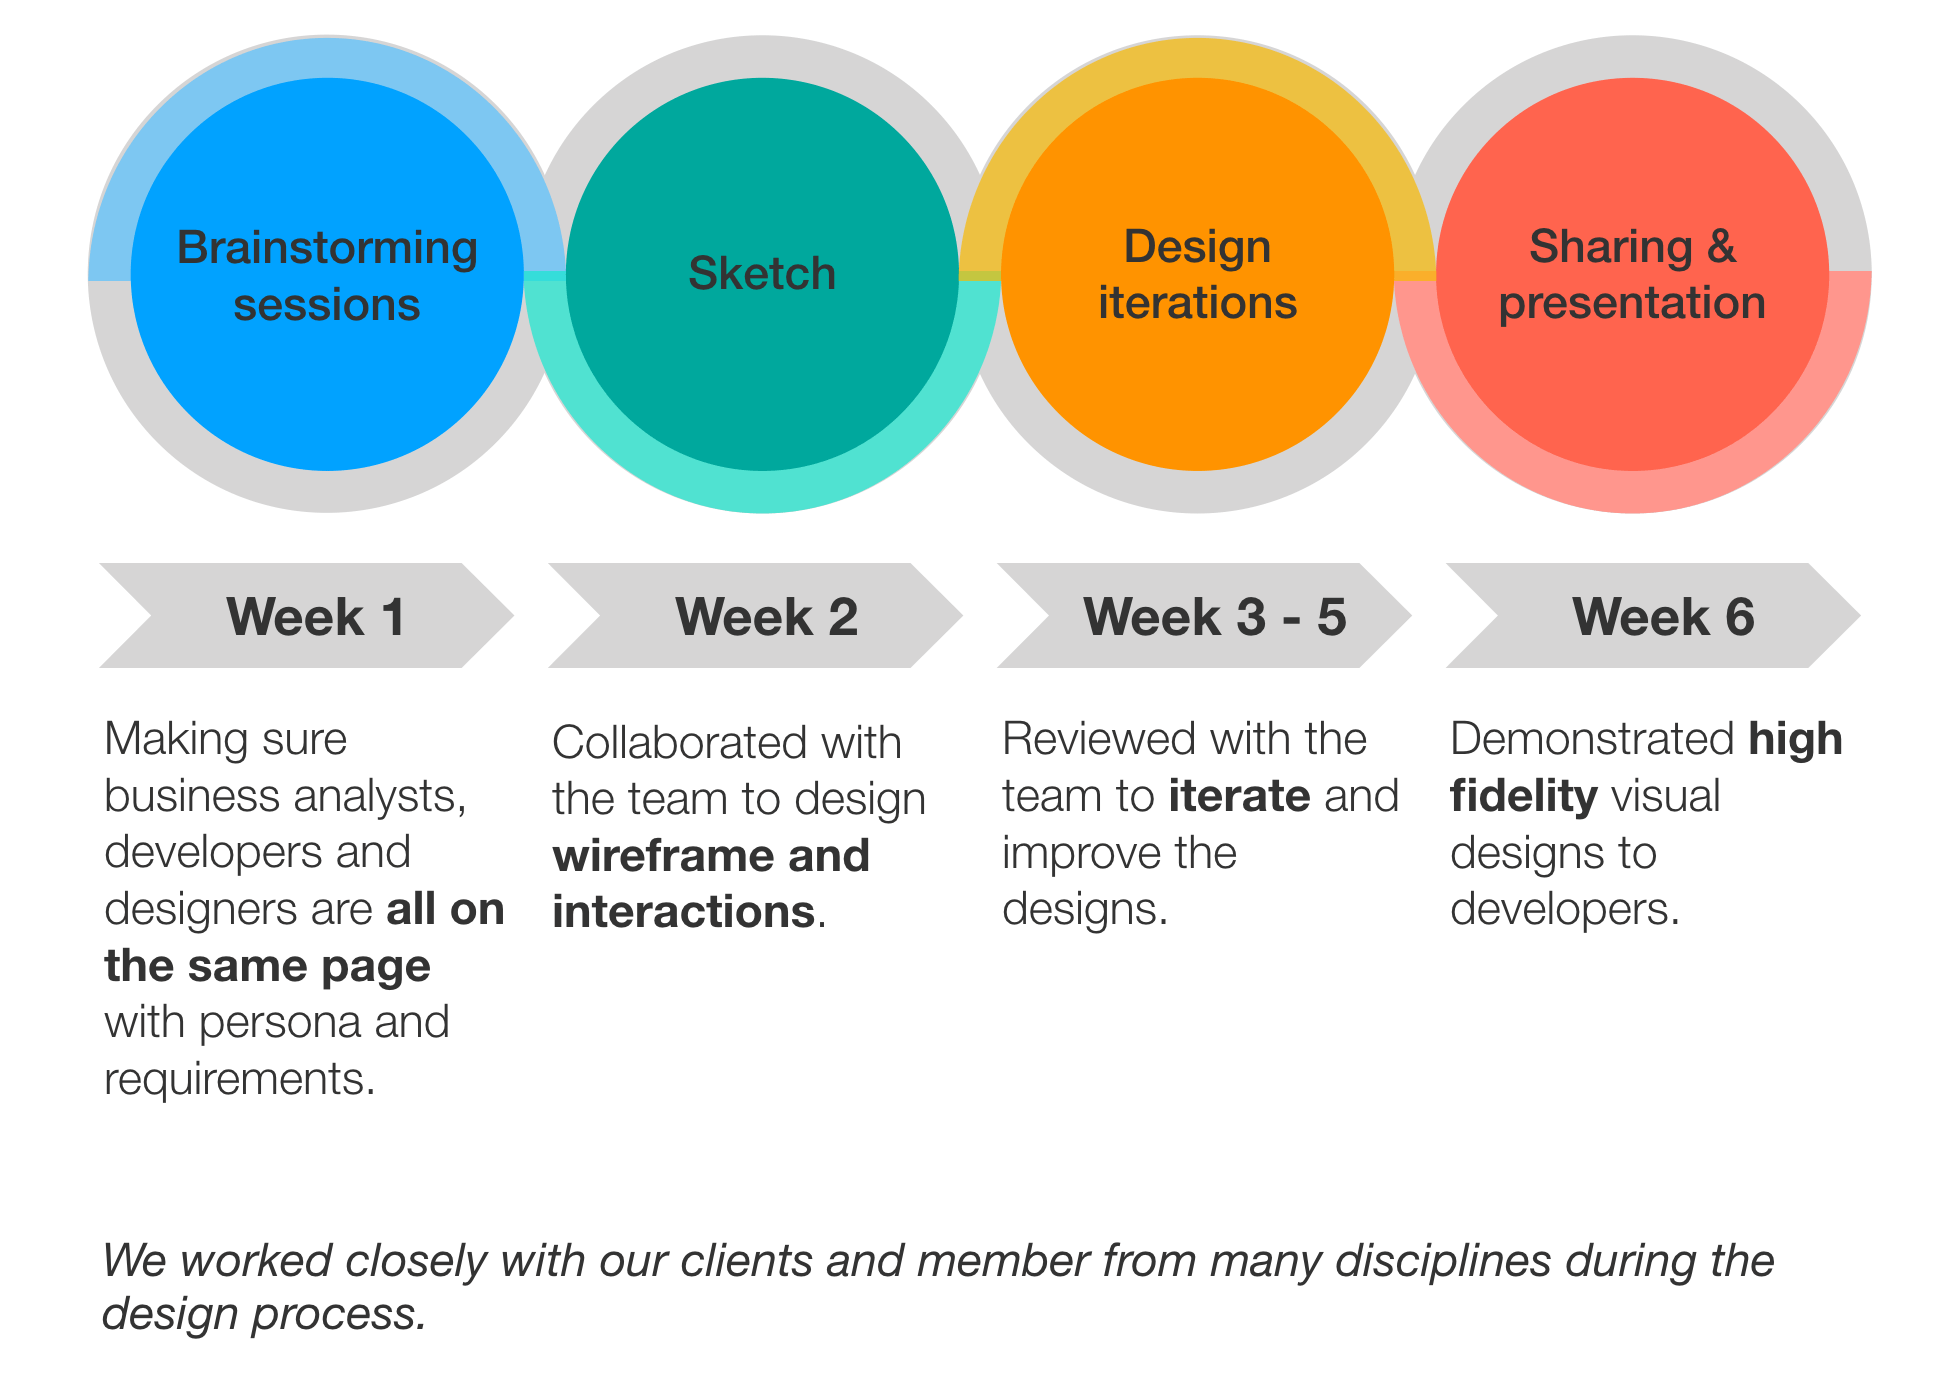 Brainstorming
sessions
Sketch
Design
iterations
Sharing &
presentation
Week 1
Week 2
Week 3 - 5
Week 6
Making sure
business analysts,
developers and
designers are all on
the same page
with persona and
requirements.
Collaborated with
the team to design
wireframe and
interactions.
Reviewed with the
team to iterate and
improve the
designs.
Demonstrated high
fidelity visual
designs to
developers.
We worked closely with our clients and member from many disciplines during the
design process.